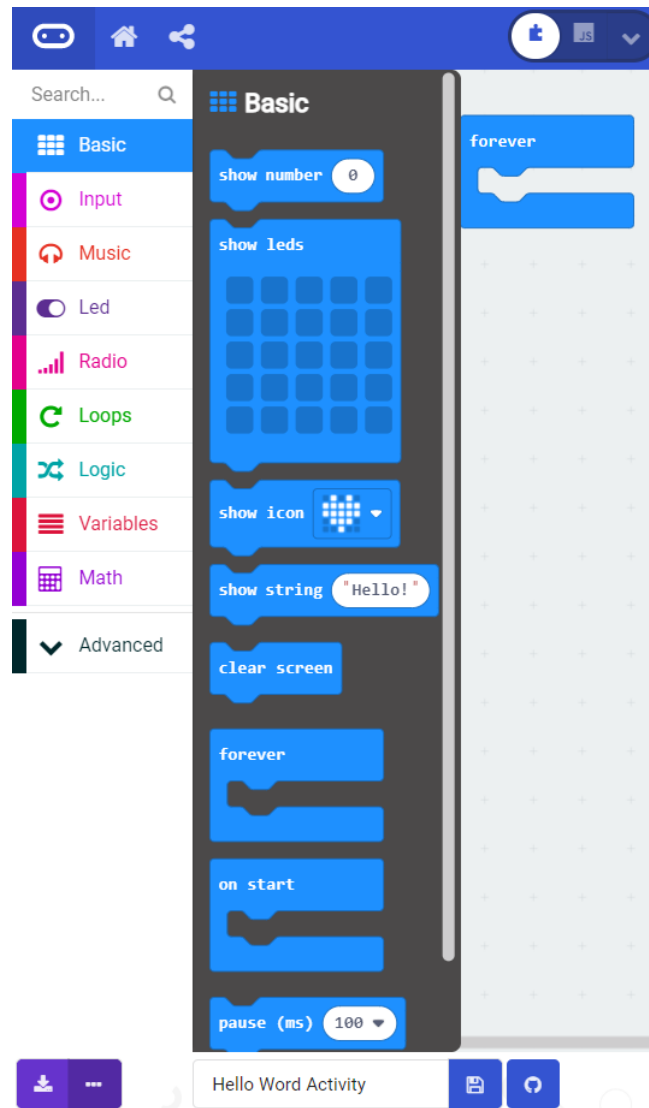 JS
Search...
Basic
Input
Music
Led
Radio
Loops
Logic
Variables
Math
Advanced
Basic
show number 0
show leds
show icon
show string "Hello!"
clear screen
forever
on start
pause (ms) 100
forever
Hello Word Activity